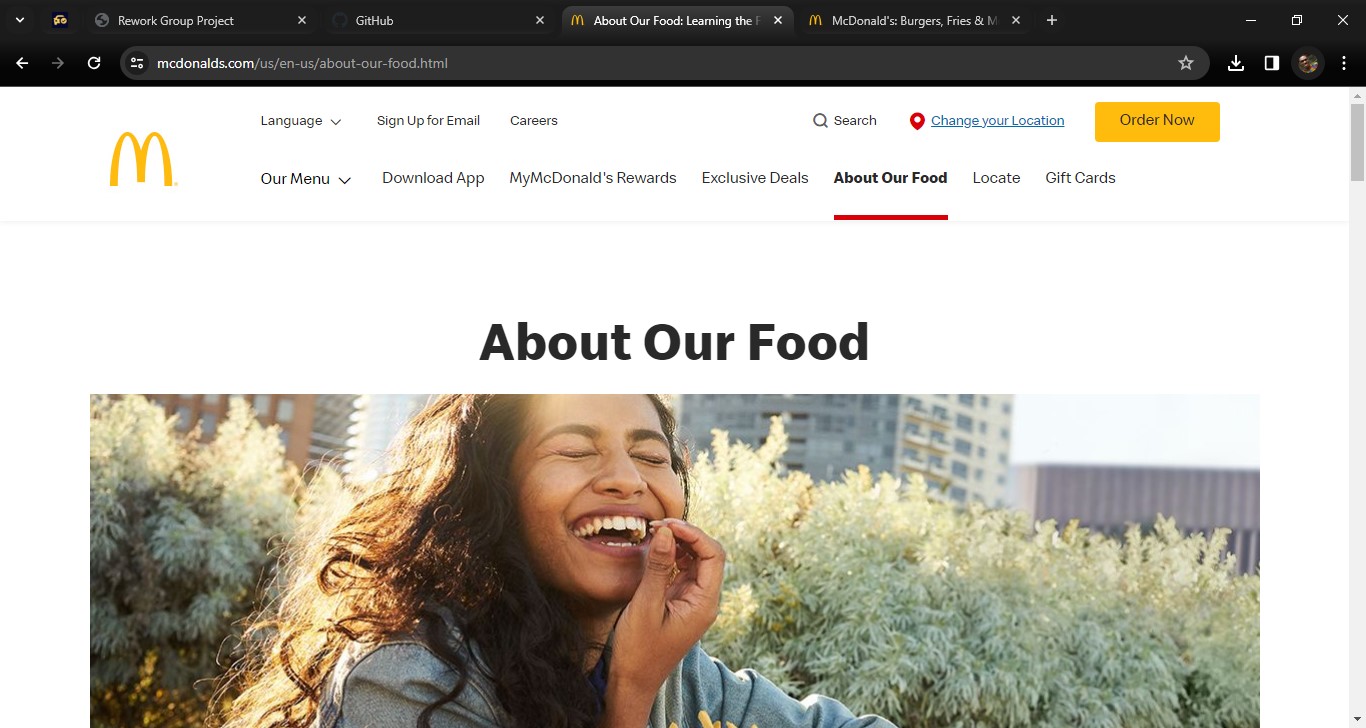 Rework Group Project
GitHub
About Our Food: Learning the F
McDonald's: Burgers, Fries & M
mcdonalds.com/us/en-us/about-our-food.html
Language
Sign Up for Email
Careers
Search
Change your Location
Order Now
Our Menu
Download App
MyMcDonald's Rewards
Exclusive Deals
About Our Food
Locate
Gift Cards
About Our Food